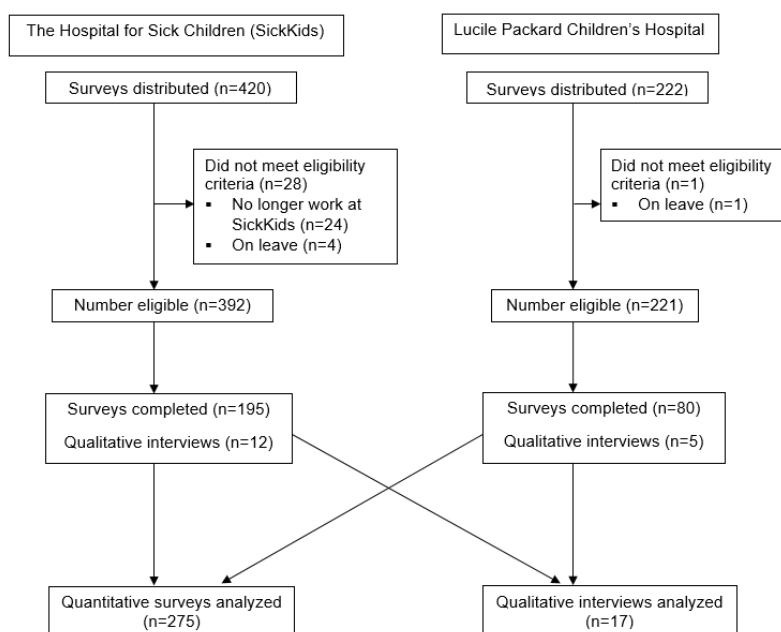 The Hospital for Sick Children (SickKids)
Surveys distributed (n=420)
Did not meet eligibility
criteria (n=28)
▪ No longer work at
SickKids (n=24)
▪ On leave (n=4)
Number eligible (n=392)
Surveys completed (n=195)
Qualitative interviews (n=12)
Quantitative surveys analyzed
(n=275)
Lucile Packard Children’s Hospital
Surveys distributed (n=222)
Did not meet eligibility
criteria (n=1)
▪ On leave (n=1)
Number eligible (n=221)
Surveys completed (n=80)
Qualitative interviews (n=5)
Qualitative interviews analyzed
(n=17)